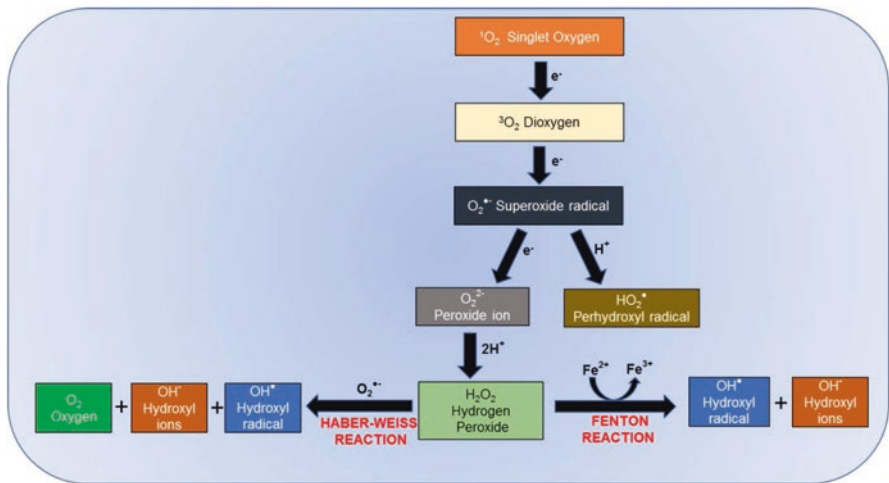 ¹O₂ Singlet Oxygen
e⁻
³O₂ Dioxygen
e⁻
O₂•⁻ Superoxide radical
e⁻
H⁺
O₂²⁻
Peroxide ion
HO₂•
Perhydroxyl radical
2H⁺
O₂
Oxygen
+
OH⁻
Hydroxyl
ions
+
OH•
Hydroxyl
radical
O₂•⁻
HABER-WEISS
REACTION
H₂O₂
Hydrogen
Peroxide
Fe²⁺
Fe³⁺
FENTON
REACTION
OH•
Hydroxyl
radical
+
OH⁻
Hydroxyl
ions